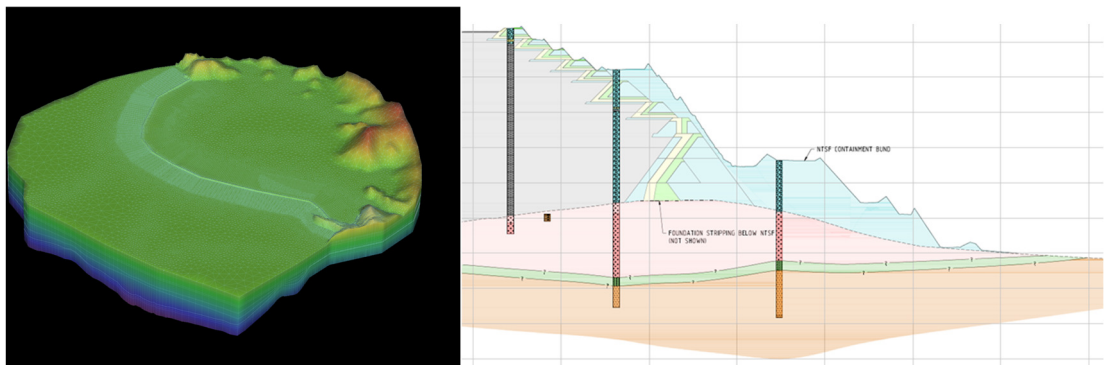 NTSF CONTAINMENT BUND
FOUNDATION STRIPPING BELOW NTSF
(NOT SHOWN)